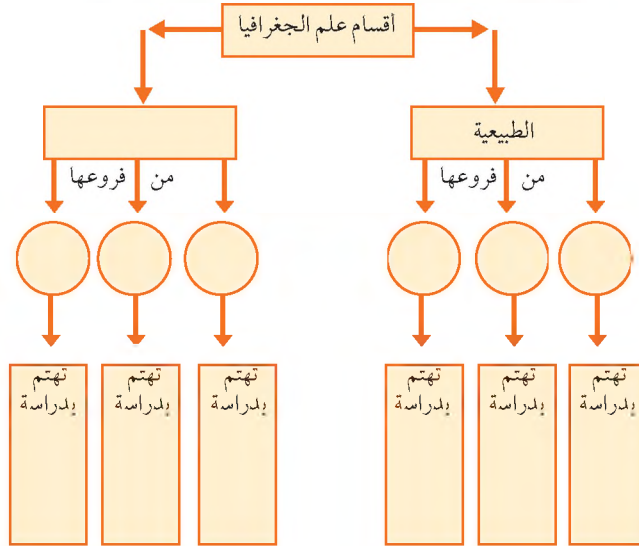 أقسام علم الجغرافيا
الطبيعية
من فروعها
من فروعها
تهتم
بدراسة
تهتم
بدراسة
تهتم
بدراسة
تهتم
بدراسة
تهتم
بدراسة
تهتم
بدراسة